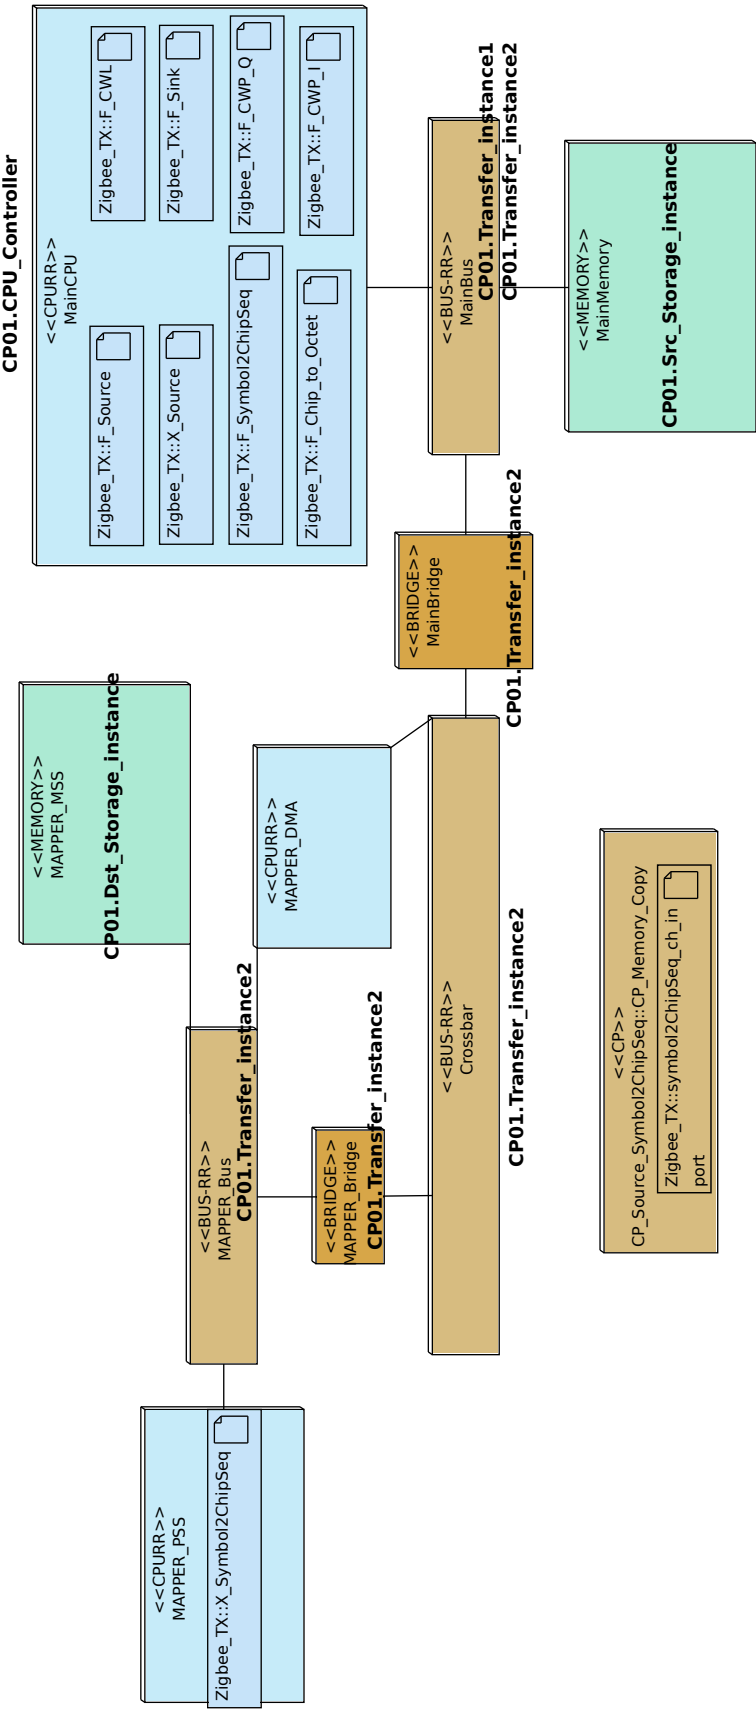 CP01.CPU_Controller
<<CPURR>>
MainCPU
Zigbee_TX::F_Source
Zigbee_TX::F_CWL
Zigbee_TX::X_Source
Zigbee_TX::F_Sink
Zigbee_TX::F_Symbol2ChipSeq
Zigbee_TX::F_CWP_Q
Zigbee_TX::F_Chip_to_Octet
Zigbee_TX::F_CWP_I
<<BUS-RR>>
MainBus
CP01.Transfer_instance1
CP01.Transfer_instance2
<<MEMORY>>
MainMemory
CP01.Src_Storage_instance
<<BRIDGE>>
MainBridge
CP01.Transfer_instance2
<<MEMORY>>
MAPPER_MSS
CP01.Dst_Storage_instance
<<CPURR>>
MAPPER_DMA
<<BUS-RR>>
Crossbar
CP01.Transfer_instance2
<<BUS-RR>>
MAPPER_Bus
CP01.Transfer_instance2
<<BRIDGE>>
MAPPER_Bridge
CP01.Transfer_instance2
<<CPURR>>
MAPPER_PSS
Zigbee_TX::X_Symbol2ChipSeq
<<CP>>
CP_Source_Symbol2ChipSeq::CP_Memory_Copy
Zigbee_TX::symbol2ChipSeq_ch_in
port